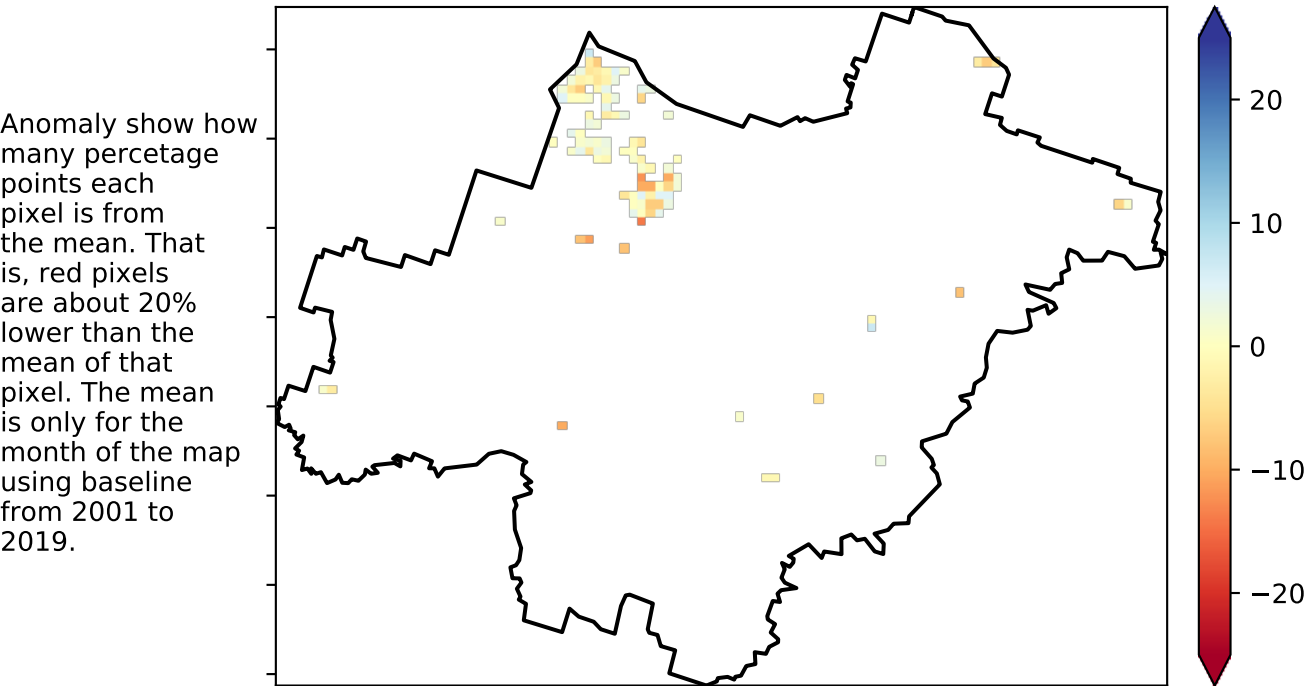 Anomaly show how
many percetage
points each
pixel is from
the mean. That
is, red pixels
are about 20%
lower than the
mean of that
pixel. The mean
is only for the
month of the map
using baseline
from 2001 to
2019.
20
10
0
−10
−20